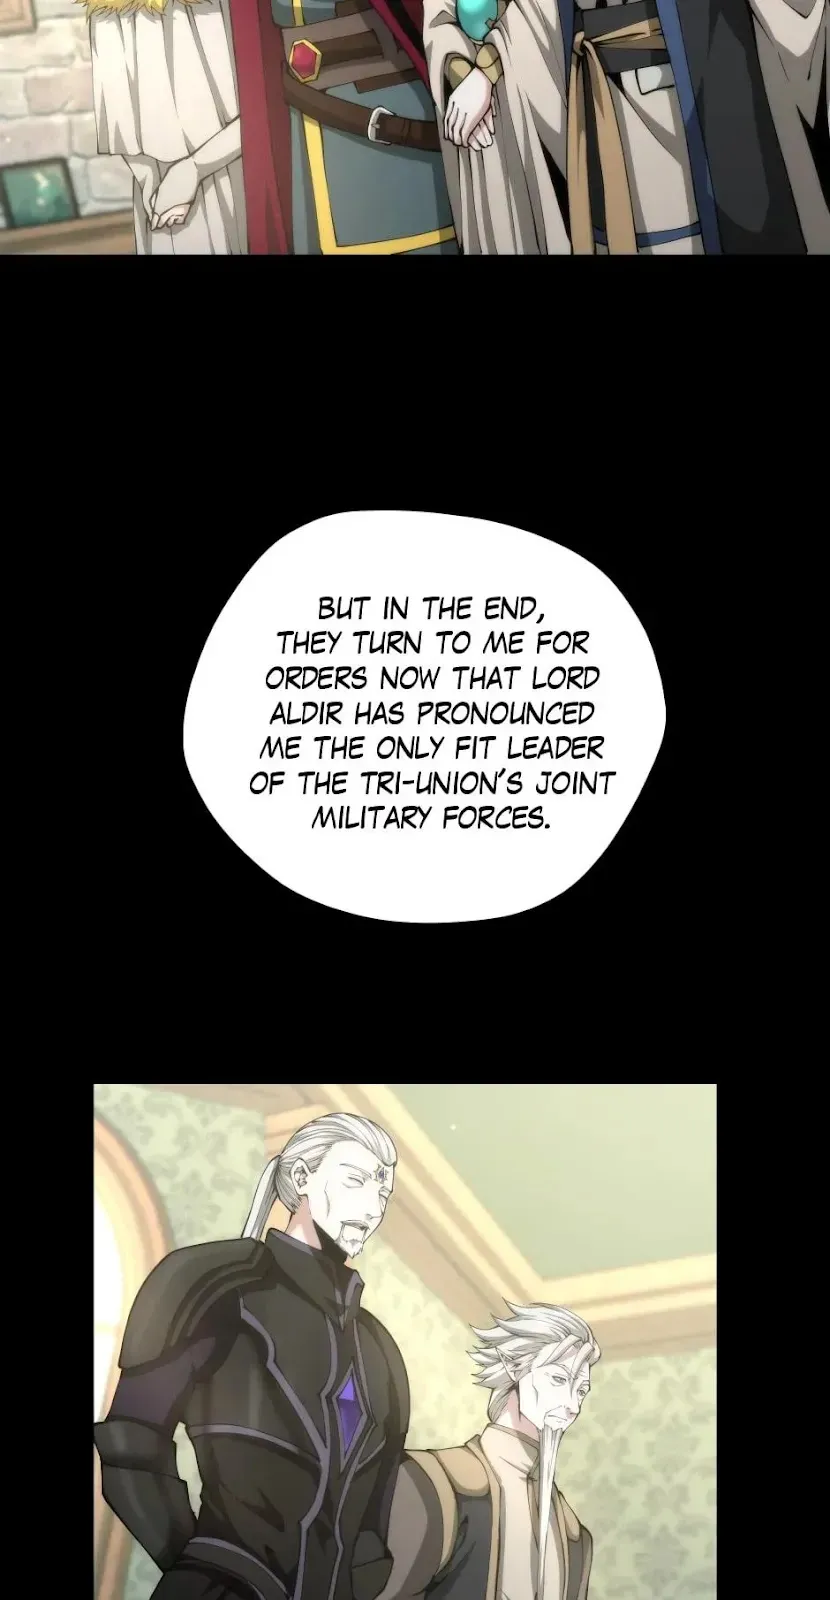 BUT IN THE END,
THEY TURN TO ME FOR
ORDERS NOW THAT LORD
ALDIR HAS PRONOUNCED
ME THE ONLY FIT LEADER
OF THE TRI-UNION'S JOINT
MILITARY FORCES.